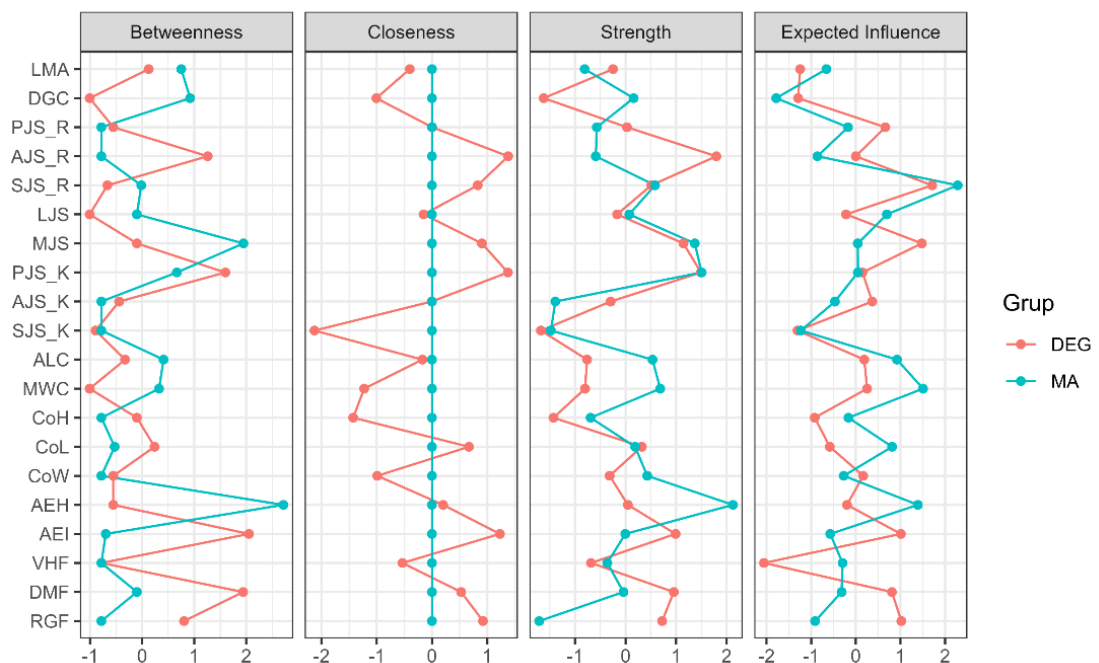 Betweenness Closeness Strength Expected Influence
LMA
DGC
PJS_R
AJS_R
SJS_R
LJS
MJS
PJS_K
AJS_K
SJS_K
ALC
MWC
CoH
CoL
CoW
AEH
AEI
VHF
DMF
RGF
Grup
DEG
MA
-1 0 1 2 -2 -1 0 1 -1 0 1 2 -2 -1 0 1 2